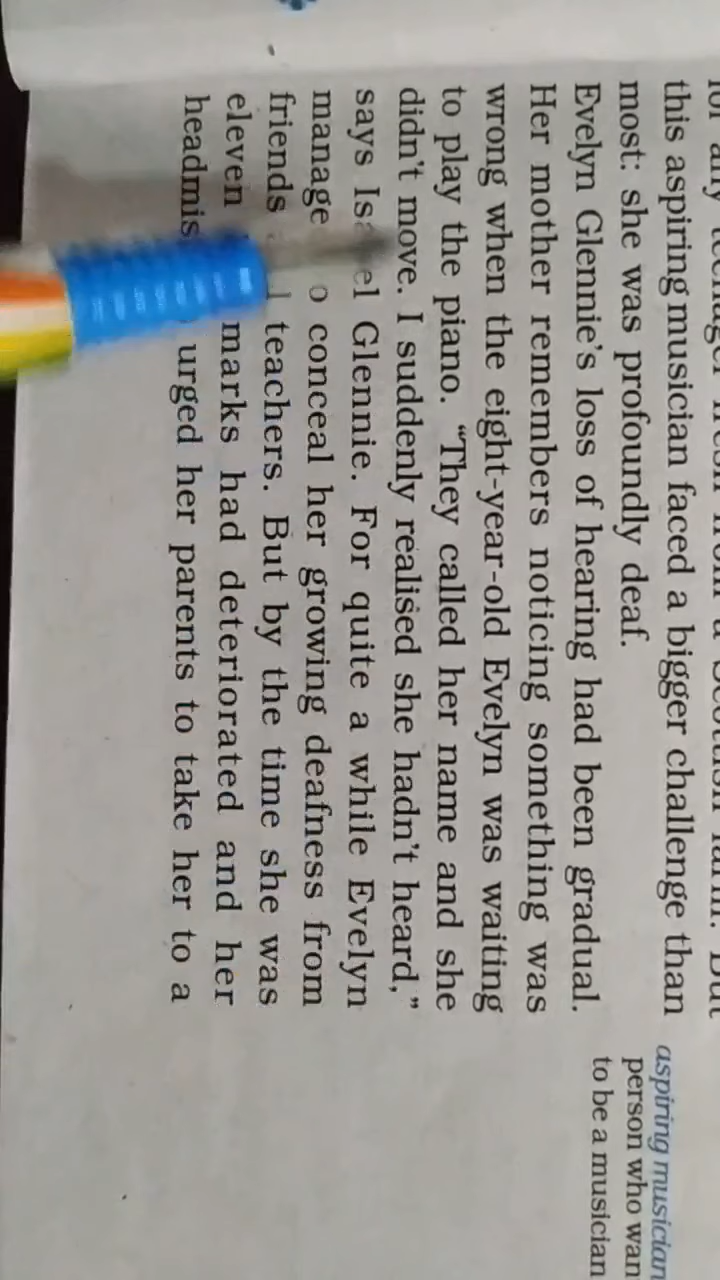 this aspiring musician faced a bigger challenge than
most: she was profoundly deaf.
Evelyn Glennie's loss of hearing had been gradual.
Her mother remembers noticing something was
wrong when the eight-year-old Evelyn was waiting
to play the piano. “They called her name and she
didn't move. I suddenly realised she hadn't heard,”
says Glennie. For quite a while Evelyn
manage conceal her growing deafness from
friends teachers. But by the time she was
eleven marks had deteriorated and her
urged her parents to take her to a
aspiring musician
person who
to be a musician